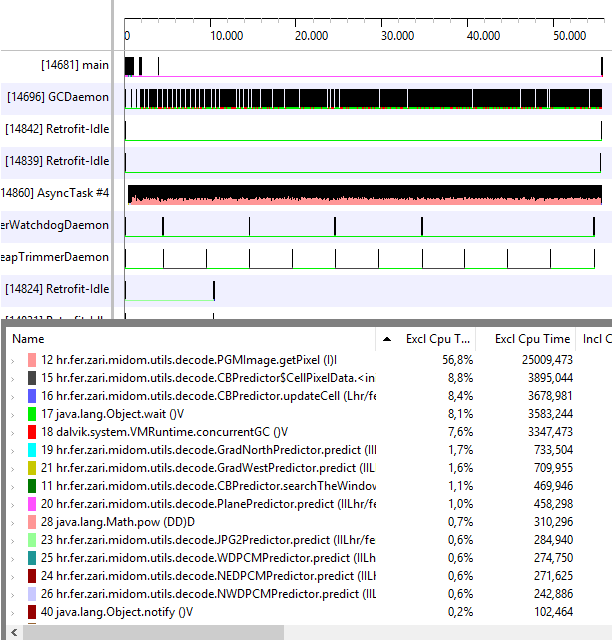 0 10.000 20.000 30.000 40.000 50.000
[14681] main
[14696] GCDaemon
[14842] Retrofit-Idle
[14839] Retrofit-Idle
14860] AsyncTask #4
erWatchdogDaemon
eapTrimmerDaemon
[14824] Retrofit-Idle
Name Excl Cpu T... Excl Cpu Time Incl C
12 hr.fer.zari.midom.utils.decode.PGMImage.getPixel (I)I 56,8% 25009,473
15 hr.fer.zari.midom.utils.decode.CBPredictor$CellPixelData.<in 8,8% 3895,044
16 hr.fer.zari.midom.utils.decode.CBPredictor.updateCell (Lhr/fe 8,4% 3678,981
17 java.lang.Object.wait ()V 8,1% 3583,244
18 dalvik.system.VMRuntime.concurrentGC ()V 7,6% 3347,473
19 hr.fer.zari.midom.utils.decode.GradNorthPredictor.predict (III 1,7% 733,504
21 hr.fer.zari.midom.utils.decode.GradWestPredictor.predict (IIL 1,6% 709,955
11 hr.fer.zari.midom.utils.decode.CBPredictor.searchTheWindow 1,1% 469,946
20 hr.fer.zari.midom.utils.decode.PlanePredictor.predict (IILhr/fe 1,0% 458,298
28 java.lang.Math.pow (DD)D 0,7% 310,296
23 hr.fer.zari.midom.utils.decode.JPG2Predictor.predict (IILhr/fe 0,6% 284,940
25 hr.fer.zari.midom.utils.decode.WDPCMPredictor.predict (IILh 0,6% 274,750
24 hr.fer.zari.midom.utils.decode.NEDPCMPredictor.predict (IILh 0,6% 271,625
26 hr.fer.zari.midom.utils.decode.NWDPCMPredictor.predict (IIL 0,6% 242,886
40 java.lang.Object.notify ()V 0,2% 102,464